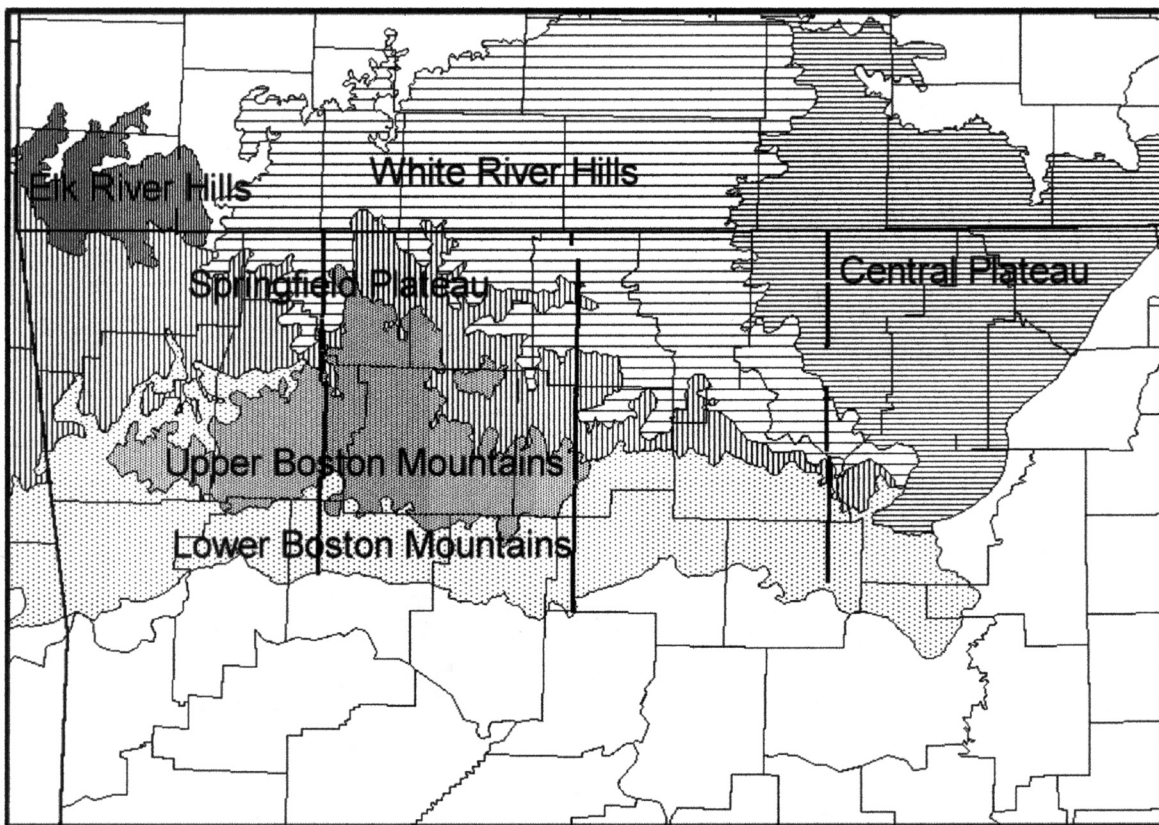 White River Hills
Elk River Hills
Central Plateau
Springfield Plateau
Upper Boston Mountains
Lower Boston Mountains